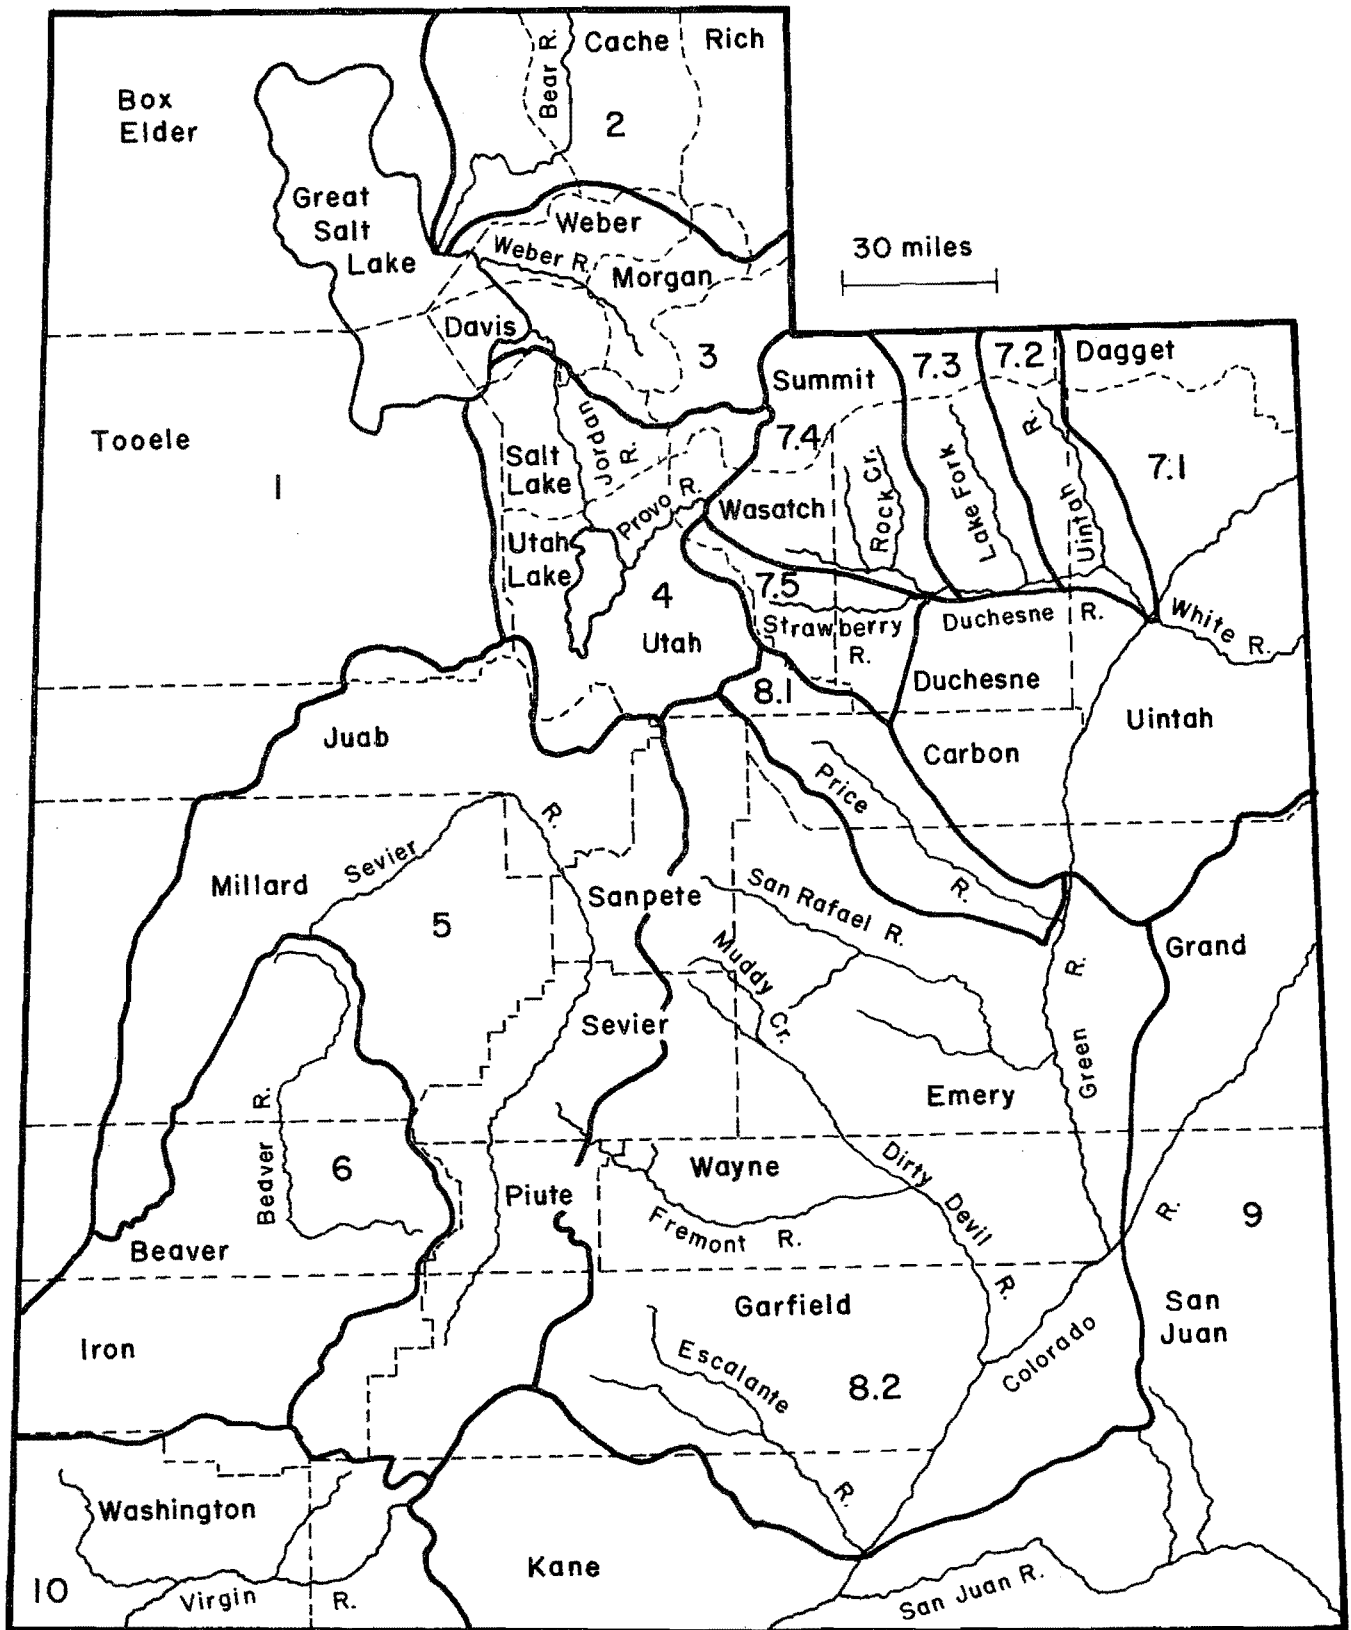 Cache
Rich
Bear R.
Box
Elder
2
Great
Salt
Lake
Weber
Weber R.
Morgan
30 miles
Davis
3
Summit
7.3
7.2
Dagget
Tooele
1
Salt
Lake
Jordan
R.
7.4
Rock Cr.
Lake Fork
Uintah R.
7.1
Provo R.
Wasatch
Utah
Lake
4
Utah
7.5
Strawberry
R.
Duchesne R.
White R.
8.1
Duchesne
Uintah
Juab
Carbon
Price
R.
Sevier
R.
Millard
5
Sanpete
San Rafael R.
Grand
Muddy
Cr.
Sevier
Green
R.
Emery
Beaver R.
6
Wayne
Dirty
Devil
R.
Piute
Fremont R.
Beaver
R.
9
Garfield
San
Juan
Iron
Colorado
Escalante
R.
8.2
Washington
Kane
10
Virgin R.
San Juan R.